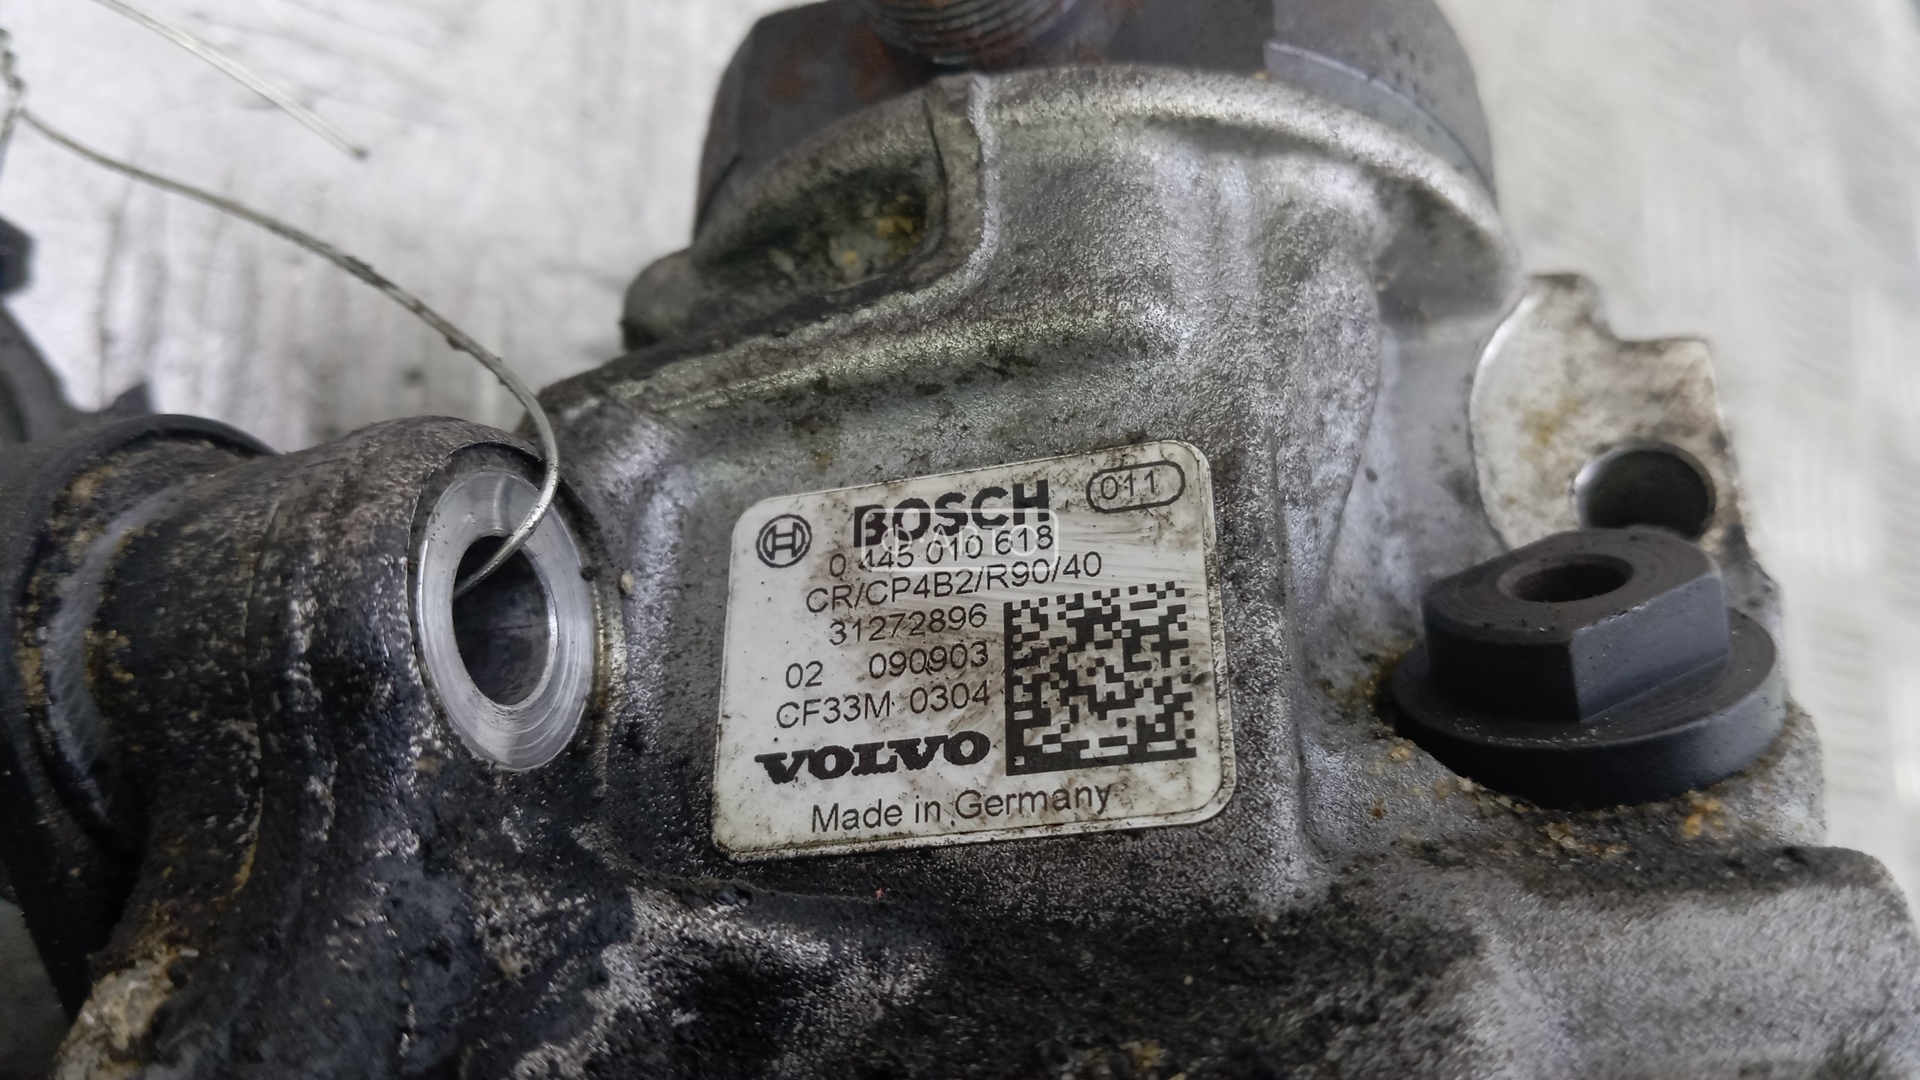 BOSCH 011
0 445 010 618
CR/CP4B2/R90/40
31272896
02 090903
CF33M 0304
VOLVO
Made in Germany